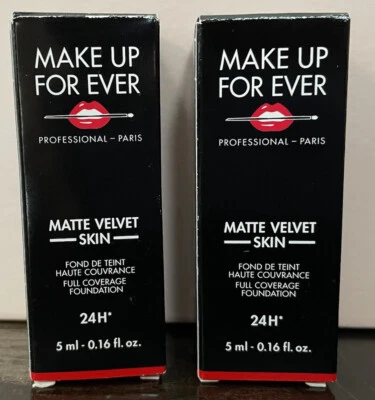 MAKE UP
FOR EVER
PROFESSIONAL – PARIS
MATTE VELVET
SKIN
FOND DE TEINT
HAUTE COUVRANCE
FULL COVERAGE
FOUNDATION
24H*
5 ml - 0.16 fl. oz.
MAKE UP
FOR EVER
PROFESSIONAL – PARIS
MATTE VELVET
SKIN
FOND DE TEINT
HAUTE COUVRANCE
FULL COVERAGE
FOUNDATION
24H*
5 ml - 0.16 fl. oz.